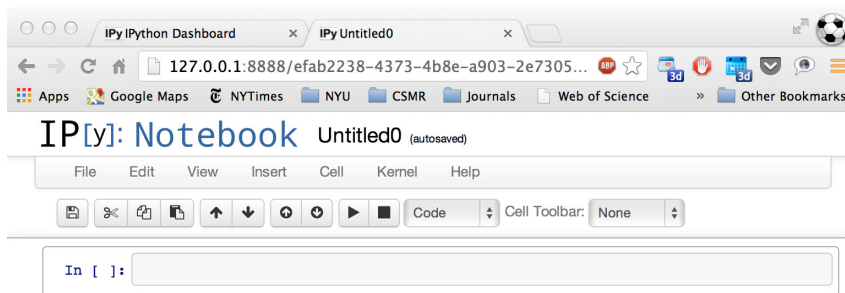 IPy IPython Dashboard × IPy Untitled0 ×
127.0.0.1:8888/efab2238-4373-4b8e-a903-2e7305... ABP 3d 3d
Apps Google Maps NYTimes NYU CSMR Journals Web of Science » Other Bookmarks
IP[y]: Notebook Untitled0 (autosaved)
File Edit View Insert Cell Kernel Help
Code Cell Toolbar: None
In [ ]: